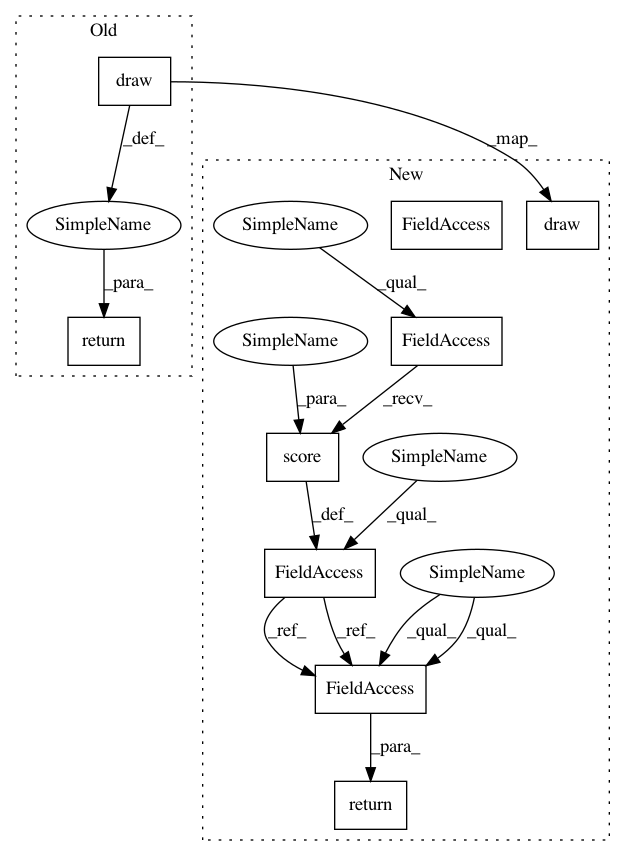 Old
draw
_def_
_map_
New
SimpleName
SimpleName
FieldAccess
draw
_para_
_qual_
return
SimpleName
FieldAccess
_para_
_recv_
score
SimpleName
_def_
_qual_
FieldAccess
SimpleName
_ref_
_ref_
_qual_
_qual_
FieldAccess
_para_
return